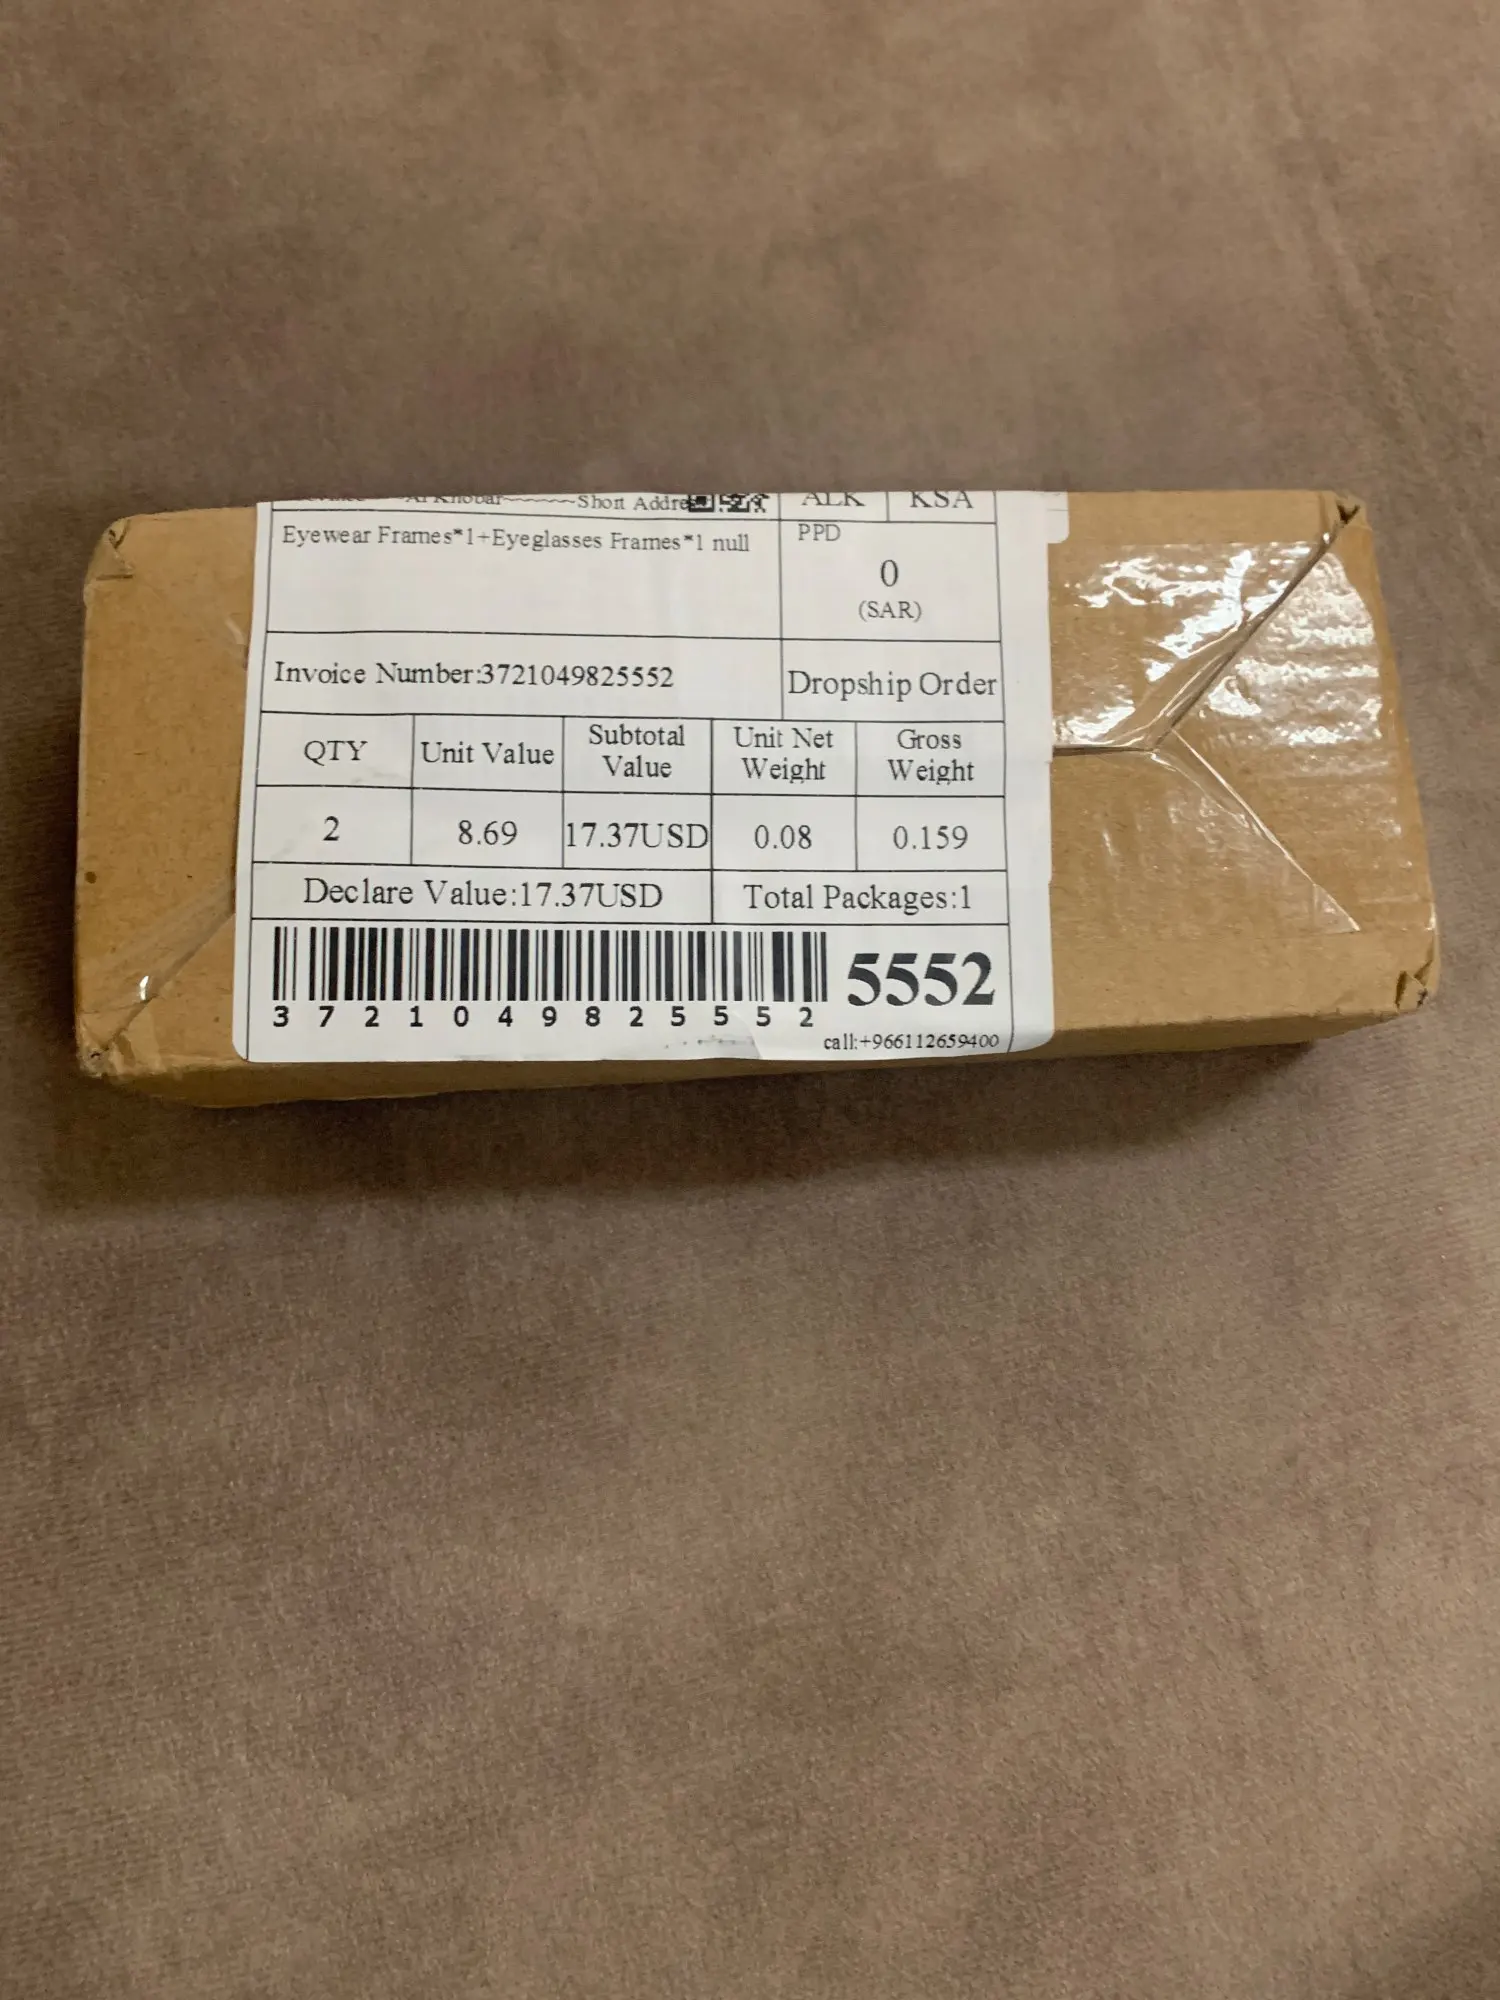 Al Khobar Short Addre ALK KSA
Eyewear Frames*1+Eyeglasses Frames*1 null
PPD
0
(SAR)
Invoice Number:3721049825552
Dropship Order
QTY Unit Value Subtotal Value Unit Net Weight Gross Weight
2 8.69 17.37USD 0.08 0.159
Declare Value:17.37USD Total Packages:1
3721049825552
5552
call:+966112659400